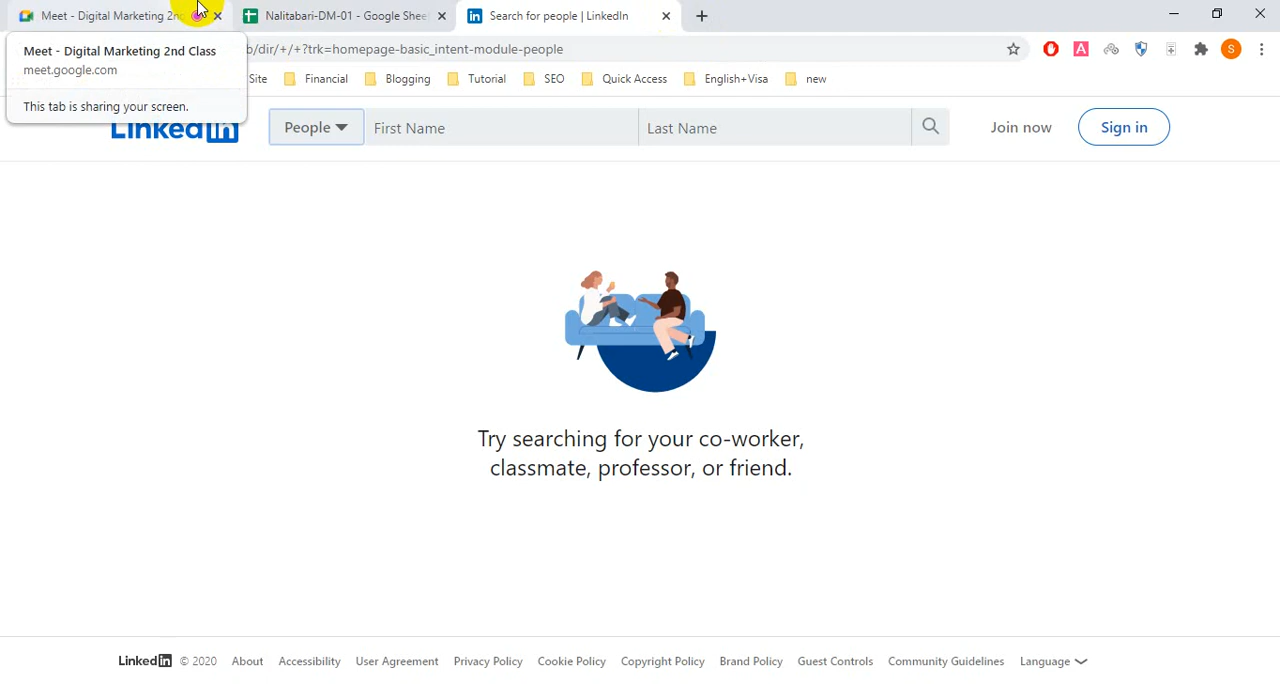 Meet - Digital Marketing 2nd
Nalitabari-DM-01 - Google Shee
Search for people | LinkedIn
Meet - Digital Marketing 2nd Class
meet.google.com
This tab is sharing your screen.
b/dir/+/+?trk=homepage-basic_intent-module-people
S
Site
Financial
Blogging
Tutorial
SEO
Quick Access
English+Visa
new
LinkedIn
People
First Name
Last Name
Join now
Sign in
Try searching for your co-worker,
classmate, professor, or friend.
LinkedIn © 2020 About Accessibility User Agreement Privacy Policy Cookie Policy Copyright Policy Brand Policy Guest Controls Community Guidelines Language